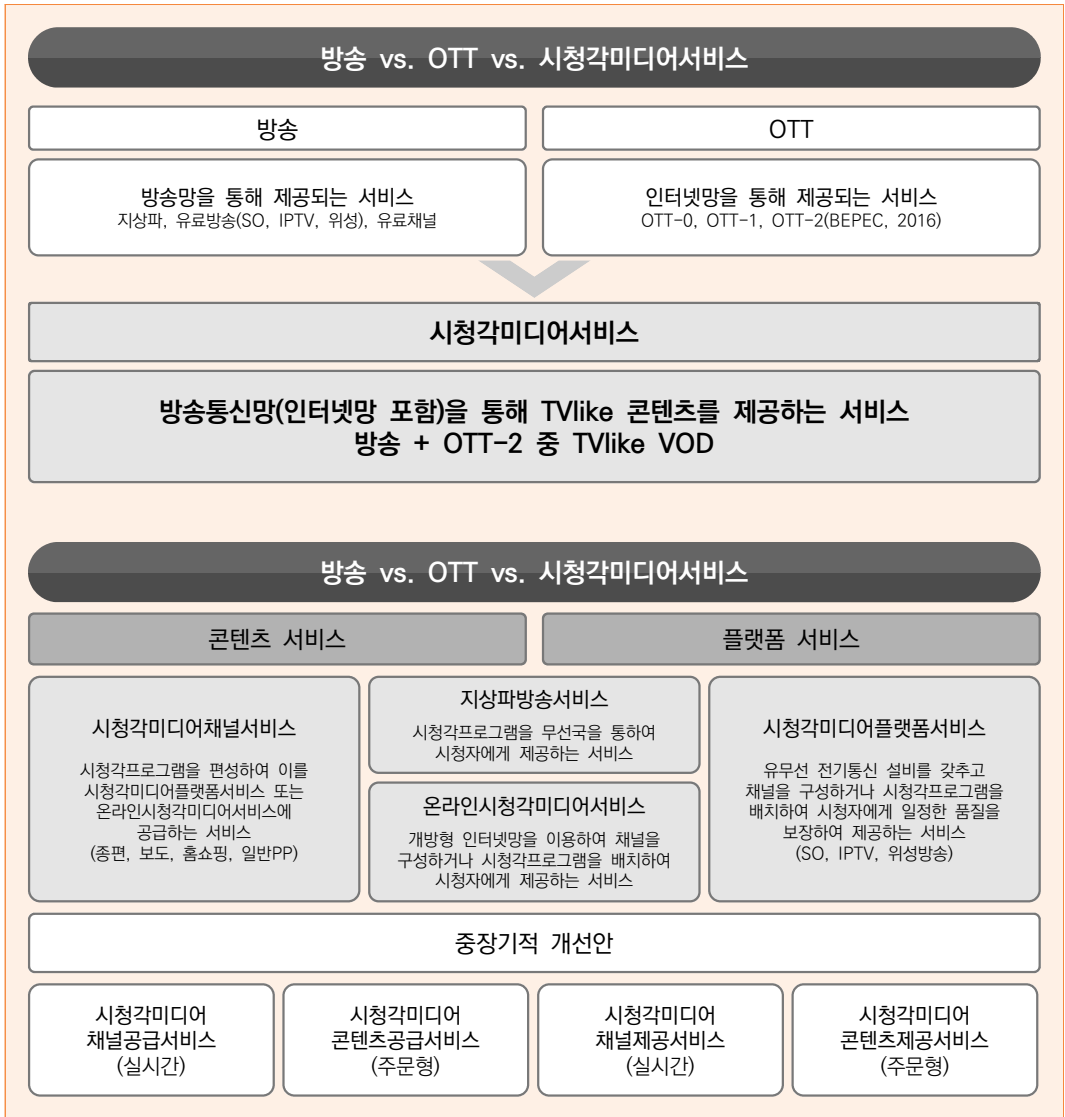 방송 vs. OTT vs. 시청각미디어서비스
방송
OTT
방송망을 통해 제공되는 서비스
지상파, 유료방송(SO, IPTV, 위성), 유료채널
인터넷망을 통해 제공되는 서비스
OTT-0, OTT-1, OTT-2(BEPEC, 2016)
시청각미디어서비스
방송통신망(인터넷망 포함)을 통해 TVlike 콘텐츠를 제공하는 서비스
방송 + OTT-2 중 TVlike VOD
방송 vs. OTT vs. 시청각미디어서비스
콘텐츠 서비스
플랫폼 서비스
시청각미디어채널서비스
시청각프로그램을 편성하여 이를
시청각미디어플랫폼서비스 또는
온라인시청각미디어서비스에
공급하는 서비스
(종편, 보도, 홈쇼핑, 일반PP)
지상파방송서비스
시청각프로그램을 무선국을 통하여
시청자에게 제공하는 서비스
온라인시청각미디어서비스
개방형 인터넷망을 이용하여 채널을
구성하거나 시청각프로그램을 배치하여
시청자에게 제공하는 서비스
시청각미디어플랫폼서비스
유무선 전기통신 설비를 갖추고
채널을 구성하거나 시청각프로그램을
배치하여 시청자에게 일정한 품질을
보장하여 제공하는 서비스
(SO, IPTV, 위성방송)
중장기적 개선안
시청각미디어
채널공급서비스
(실시간)
시청각미디어
콘텐츠공급서비스
(주문형)
시청각미디어
채널제공서비스
(실시간)
시청각미디어
콘텐츠제공서비스
(주문형)